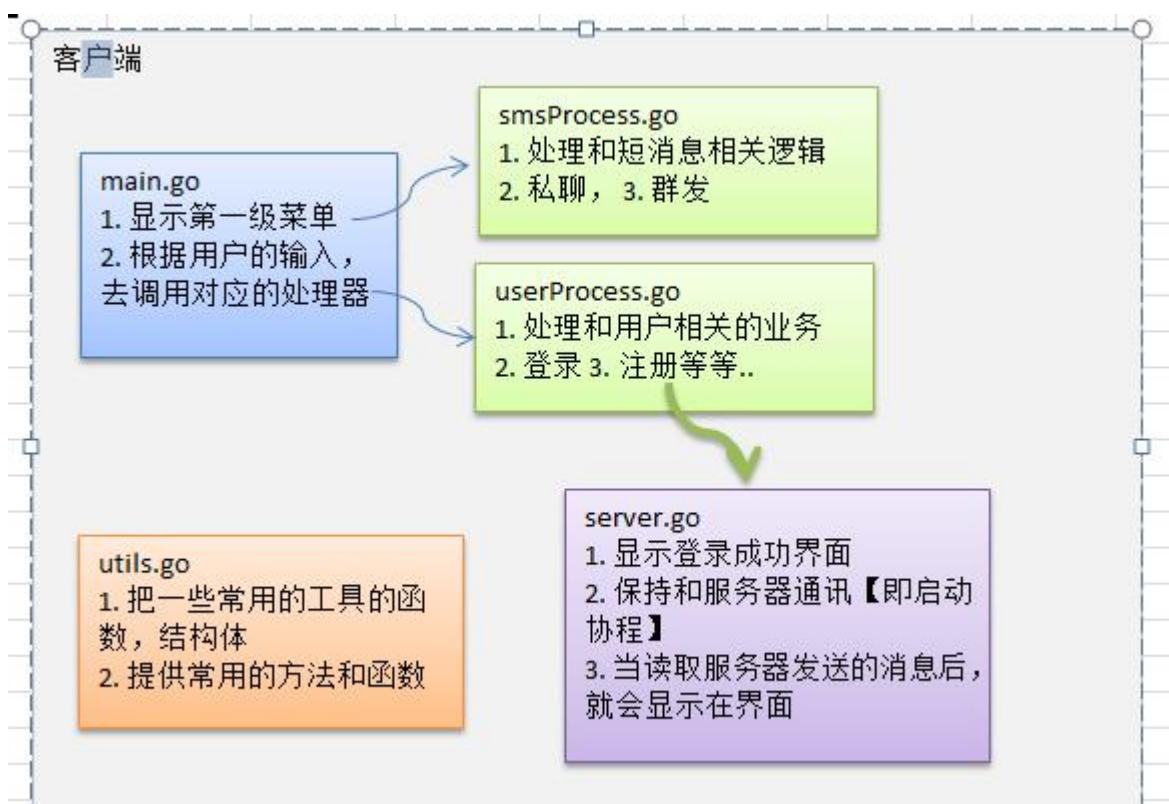 客户端
main.go
1. 显示第一级菜单
2. 根据用户的输入，
去调用对应的处理器
smsProcess.go
1. 处理和短消息相关逻辑
2. 私聊， 3. 群发
userProcess.go
1. 处理和用户相关的业务
2. 登录 3. 注册等等..
utils.go
1. 把一些常用的工具的函
数，结构体
2. 提供常用的方法和函数
server.go
1. 显示登录成功界面
2. 保持和服务器通讯【即启动
协程】
3. 当读取服务器发送的消息后，
就会显示在界面